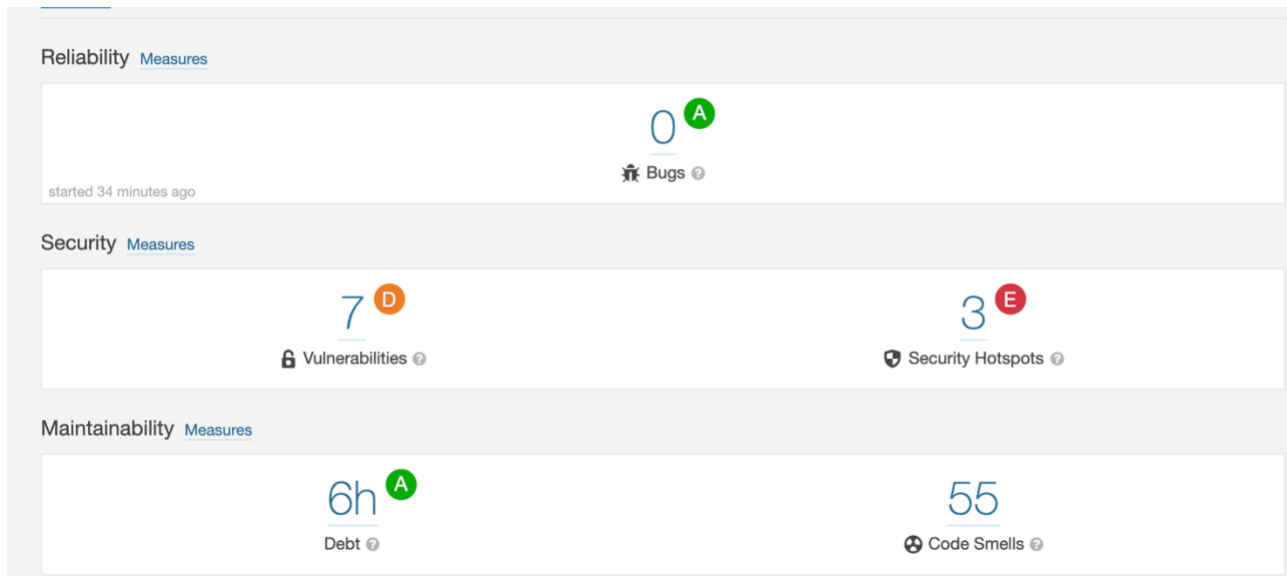 Reliability Measures
0 A
Bugs ?
started 34 minutes ago
Security Measures
7 D
3 E
Vulnerabilities ?
Security Hotspots ?
Maintainability Measures
6h A
55
Debt ?
Code Smells ?